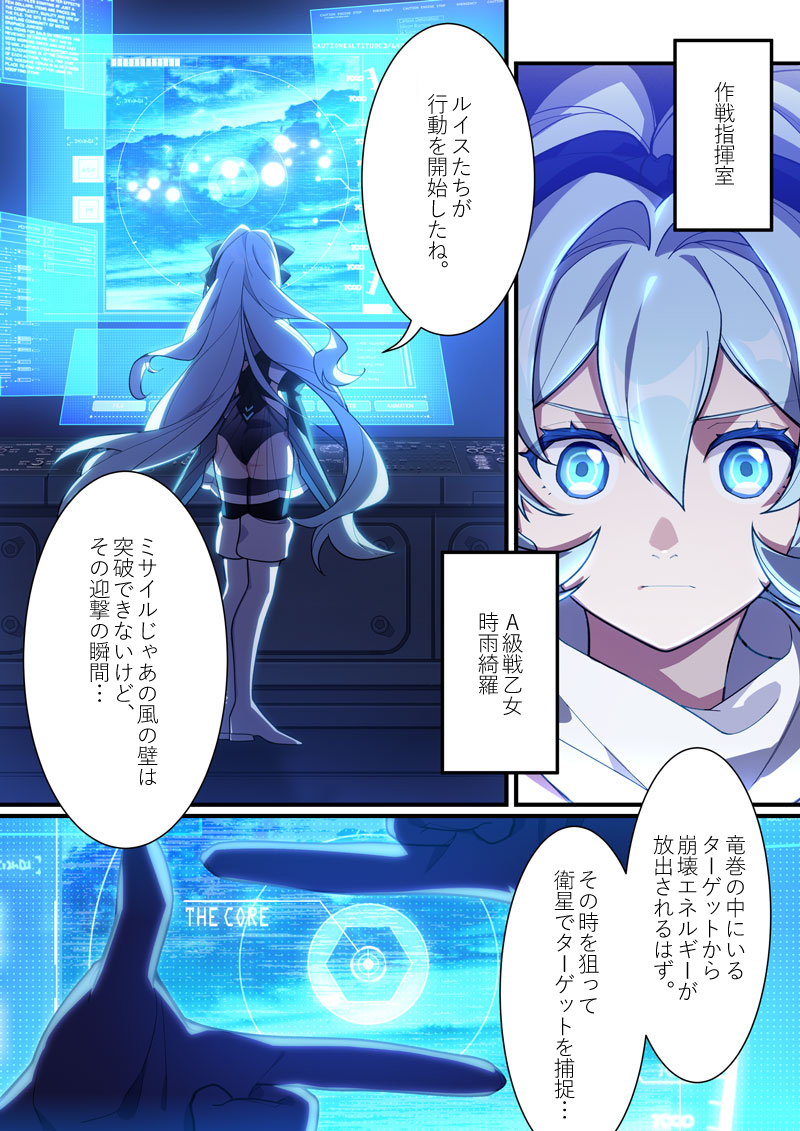 作戦指揮室
ルイスたちが
行動を開始したね。
A級戦乙女
時雨綺羅
ミサイルじゃあの風の壁は
突破できないけど、
その迎撃の瞬間…
竜巻の中にいる
ターゲットから
崩壊エネルギーが
放出されるはず。
その時を狙って
衛星でターゲットを捕捉…
THE CORE